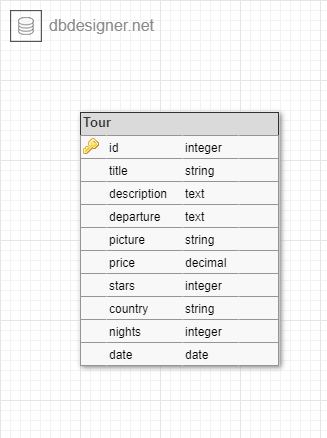 dbdesigner.net
Tour
id integer
title string
description text
departure text
picture string
price decimal
stars integer
country string
nights integer
date date